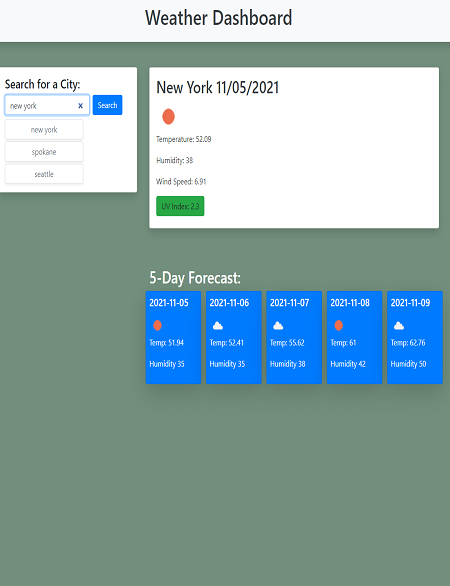 Weather Dashboard
Search for a City:
new york x
Search
new york
spokane
seattle
New York 11/05/2021
Temperature: 52.09
Humidity: 38
Wind Speed: 6.91
UV Index: 2.3
5-Day Forecast:
2021-11-05
Temp: 51.94
Humidity 35
2021-11-06
Temp: 52.41
Humidity 35
2021-11-07
Temp: 55.62
Humidity 38
2021-11-08
Temp: 61
Humidity 42
2021-11-09
Temp: 62.76
Humidity 50